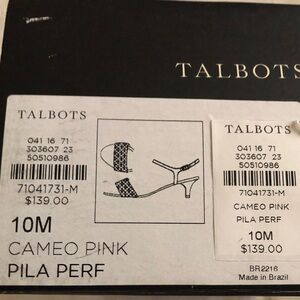 TALBOTS
TALBOTS
041 16 71
303607 23
50510986
71041731-M
$139.00
10M
CAMEO PINK
PILA PERF
TALBOTS
041 16 71
303607 23
50510986
71041731-M
CAMEO PINK
PILA PERF
10M
$139.00
BR2216
Made in Brazil